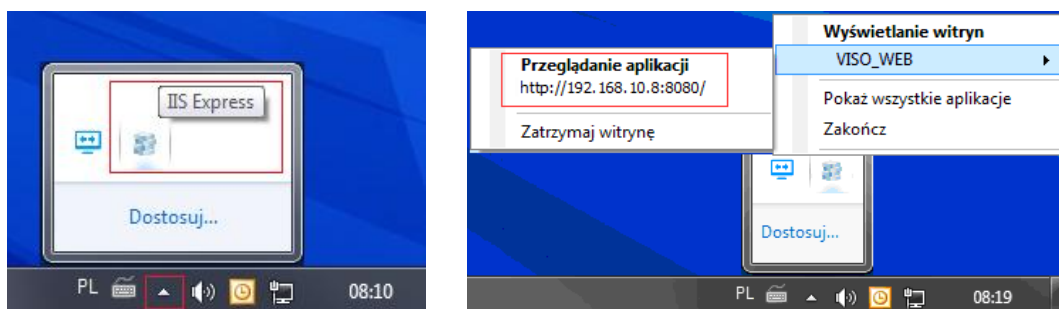 IIS Express
Dostosuj...
PL
08:10
Wyświetlanie witryn
VISO_WEB
Pokaż wszystkie aplikacje
Zakończ
Przeglądanie aplikacji
http://192.168.10.8:8080/
Zatrzymaj witrynę
Dostosuj...
PL
08:19